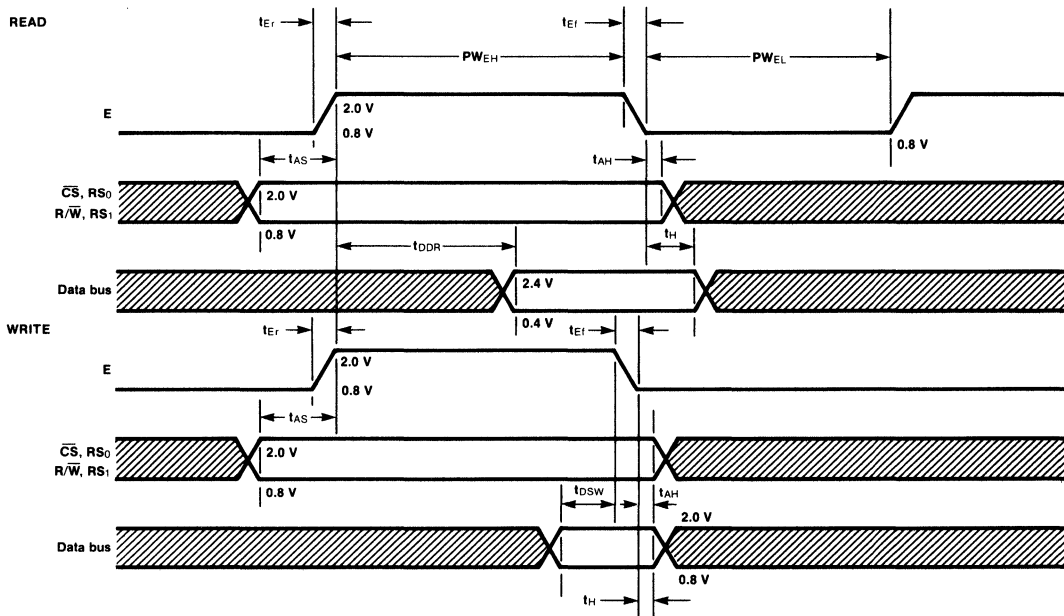 READ
tEr
tEf
PWEH
PWEL
E
2.0 V
0.8 V
0.8 V
tAS
tAH
CS, RS0
R/W, RS1
2.0 V
0.8 V
tDDR
tH
Data bus
2.4 V
0.4 V
WRITE
tEr
tEf
E
2.0 V
0.8 V
tAS
CS, RS0
R/W, RS1
2.0 V
0.8 V
tDSW
tAH
Data bus
2.0 V
0.8 V
tH